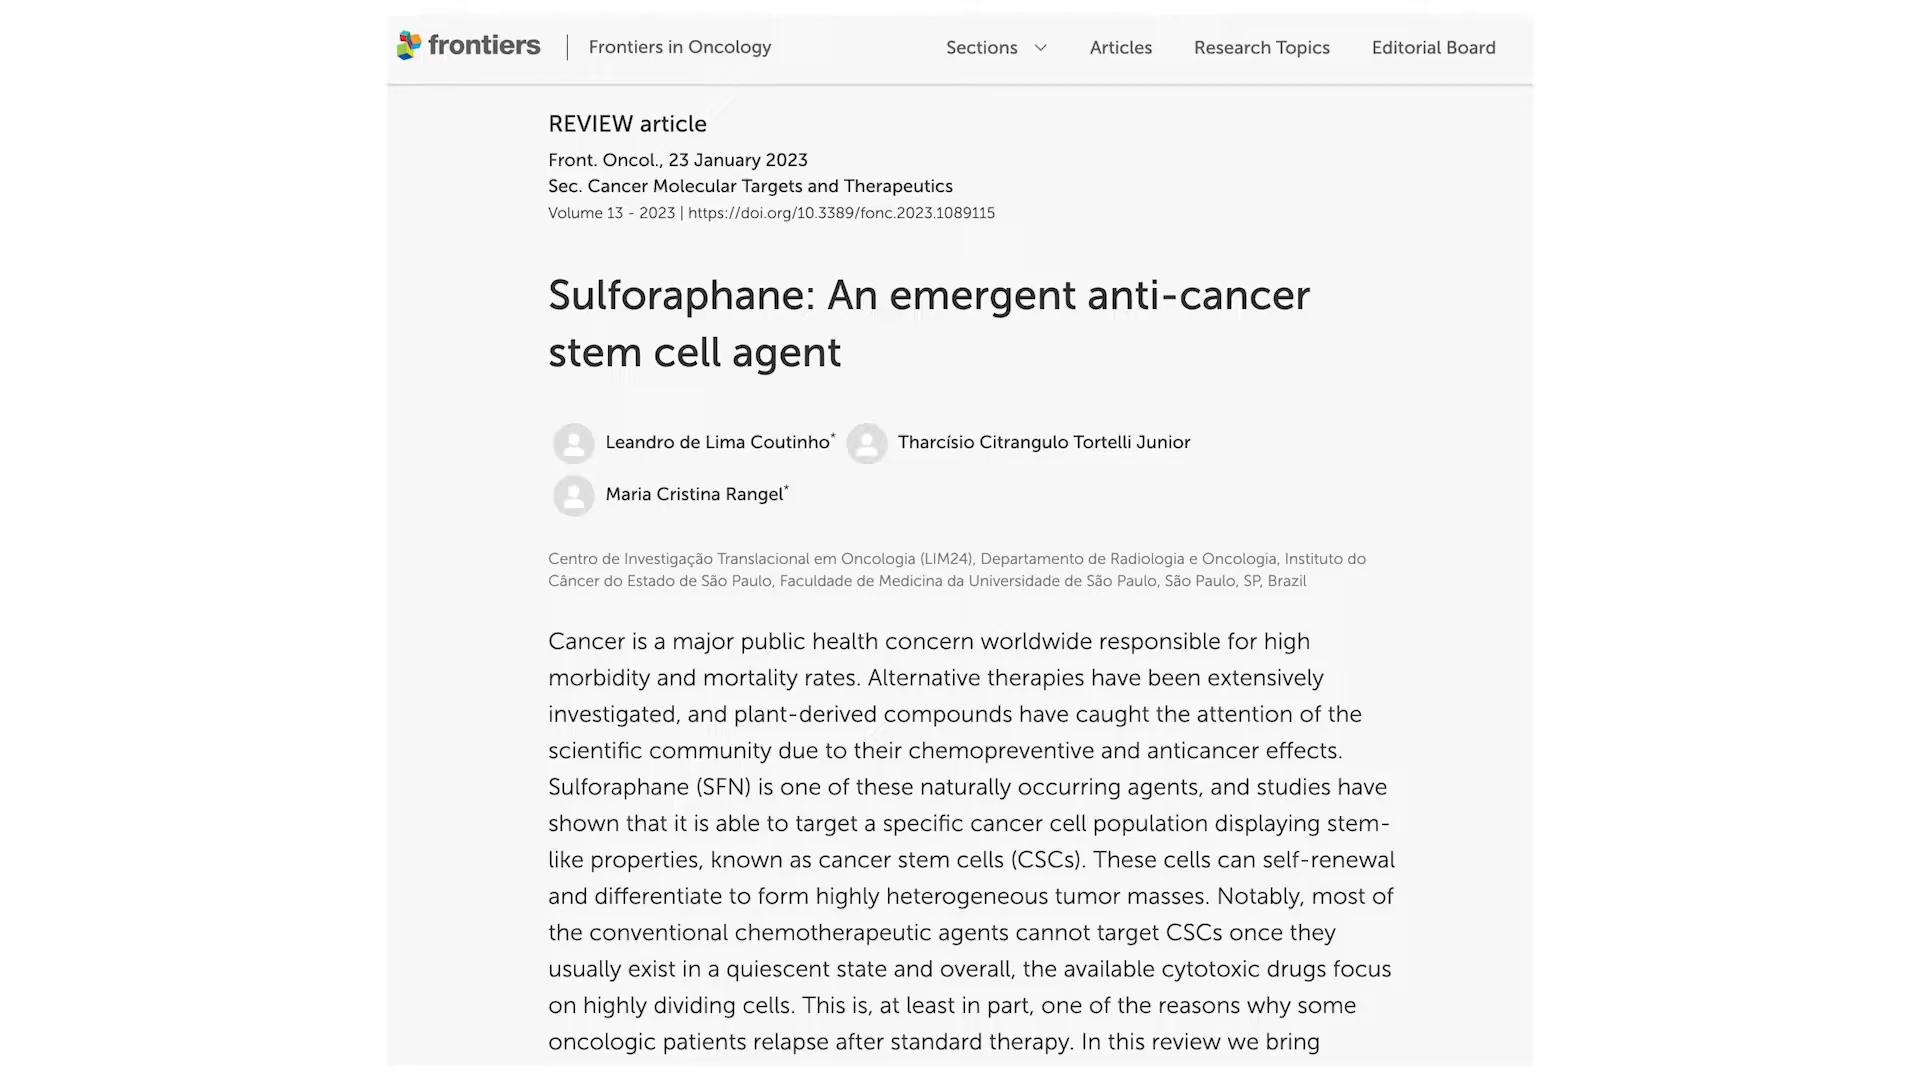 frontiers | Frontiers in Oncology Sections Articles Research Topics Editorial Board
REVIEW article
Front. Oncol., 23 January 2023
Sec. Cancer Molecular Targets and Therapeutics
Volume 13 - 2023 | https://doi.org/10.3389/fonc.2023.1089115
Sulforaphane: An emergent anti-cancer
stem cell agent
Leandro de Lima Coutinho* Tharcísio Citrangulo Tortelli Junior
Maria Cristina Rangel*
Centro de Investigação Translacional em Oncologia (LIM24), Departamento de Radiologia e Oncologia, Instituto do
Câncer do Estado de São Paulo, Faculdade de Medicina da Universidade de São Paulo, São Paulo, SP, Brazil
Cancer is a major public health concern worldwide responsible for high
morbidity and mortality rates. Alternative therapies have been extensively
investigated, and plant-derived compounds have caught the attention of the
scientific community due to their chemopreventive and anticancer effects.
Sulforaphane (SFN) is one of these naturally occurring agents, and studies have
shown that it is able to target a specific cancer cell population displaying stem-
like properties, known as cancer stem cells (CSCs). These cells can self-renewal
and differentiate to form highly heterogeneous tumor masses. Notably, most of
the conventional chemotherapeutic agents cannot target CSCs once they
usually exist in a quiescent state and overall, the available cytotoxic drugs focus
on highly dividing cells. This is, at least in part, one of the reasons why some
oncologic patients relapse after standard therapy. In this review we bring